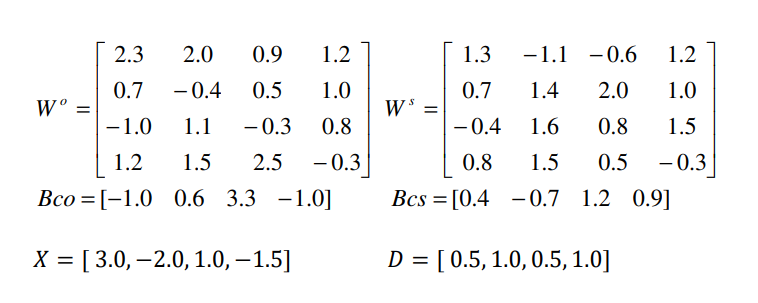 2.3 2.0 0.9 1.2 1.3 −1.1 −0.6 1.2
0.7 −0.4 0.5 1.0 0.7 1.4 2.0 1.0
W^o = W^s =
−1.0 1.1 −0.3 0.8 −0.4 1.6 0.8 1.5
1.2 1.5 2.5 −0.3 0.8 1.5 0.5 −0.3
Bco = [−1.0 0.6 3.3 −1.0] Bcs = [0.4 −0.7 1.2 0.9]
X = [ 3.0, −2.0, 1.0, −1.5] D = [ 0.5, 1.0, 0.5, 1.0]